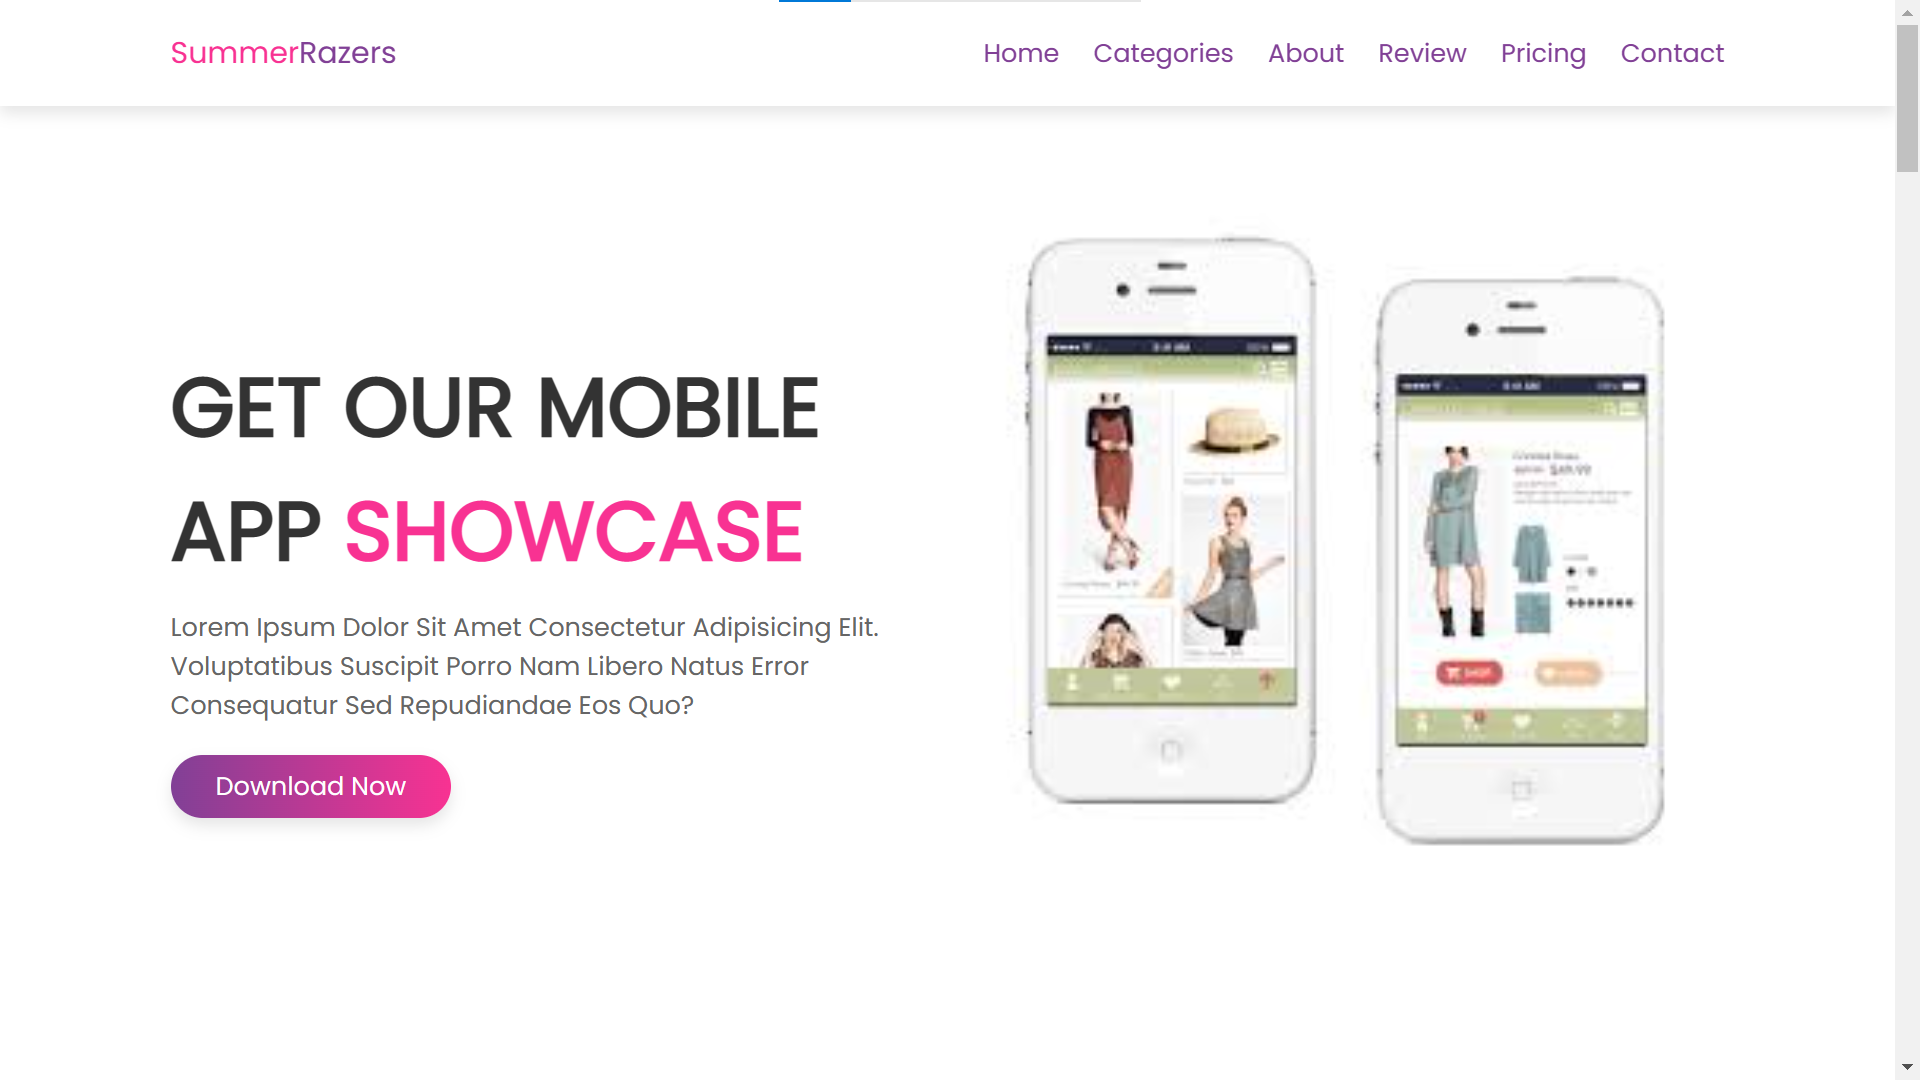 SummerRazers
Home Categories About Review Pricing Contact
GET OUR MOBILE
APP SHOWCASE
Lorem Ipsum Dolor Sit Amet Consectetur Adipisicing Elit.
Voluptatibus Suscipit Porro Nam Libero Natus Error
Consequatur Sed Repudiandae Eos Quo?
Download Now